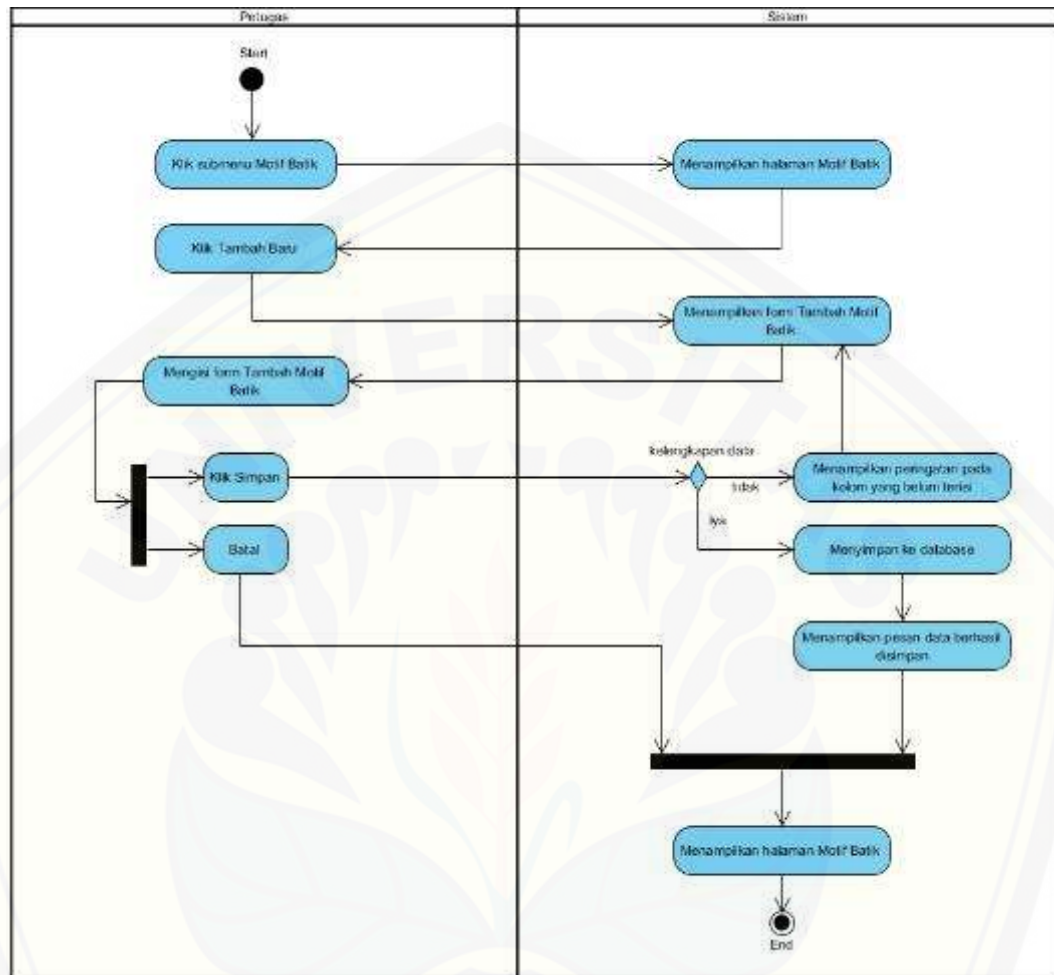 Petugas
Sistem
Start
Klik submenu Motif Batik
Menampilkan halaman Motif Batik
Klik Tambah Baru
Menampilkan form Tambah Motif
Batik
Mengisi form Tambah Motif
Batik
kelengkapan data
Klik Simpan
tidak
Menampilkan peringatan pada
kolom yang belum terisi
Iya
Batal
Menyimpan ke database
Menampilkan pesan data berhasil
disimpan
Menampilkan halaman Motif Batik
End
UNIVERSITAS